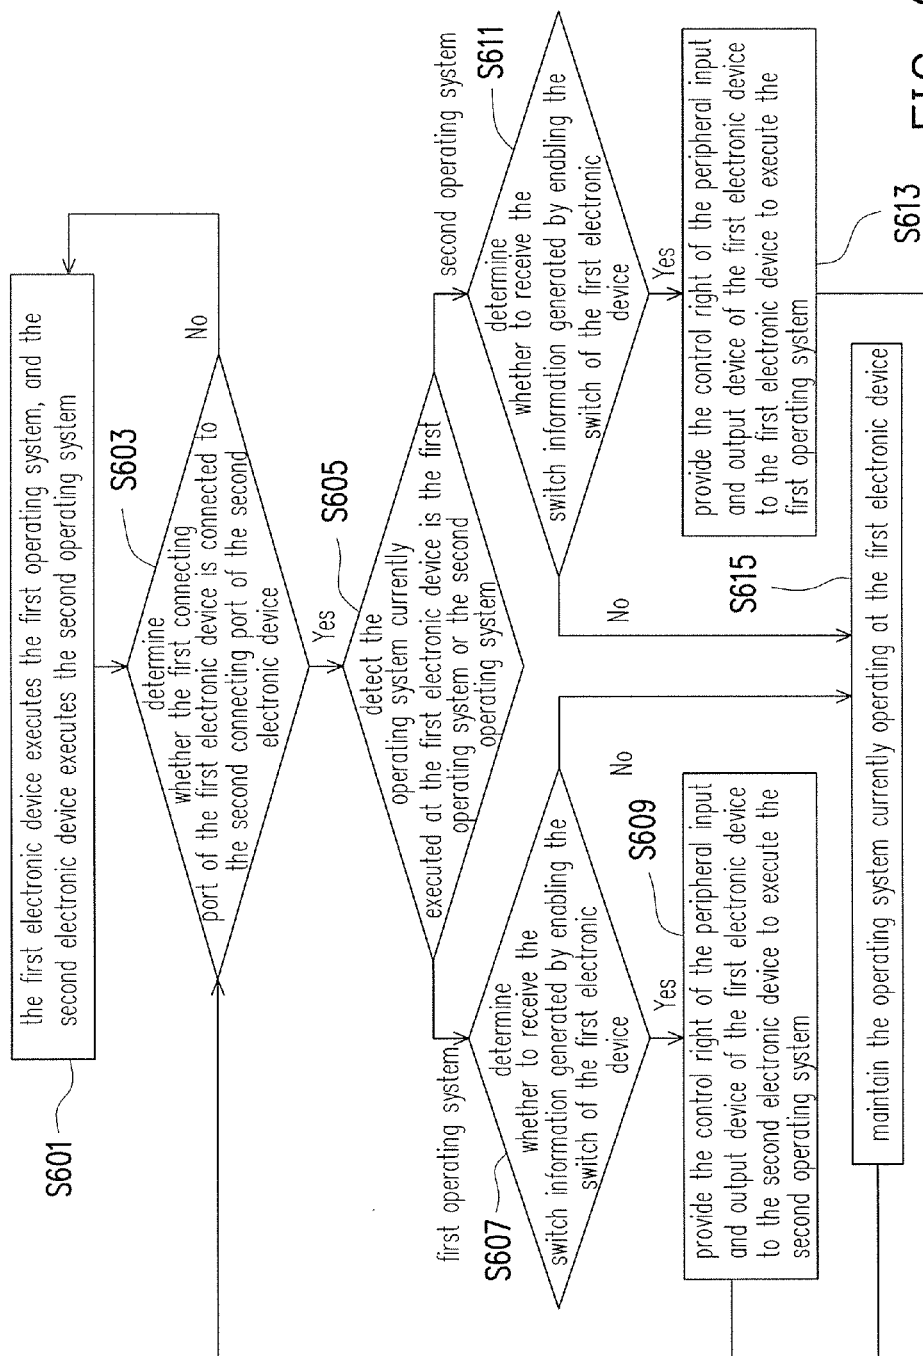 the first electronic device executes the first operating system, and the
second electronic device executes the second operating system
S601
determine
whether the first connecting
port of the first electronic device is connected to
the second connecting port of the second
electronic device
S603
No
Yes
detect the
operating system currently
executed at the first electronic device is the first
operating system or the second
operating system
S605
first operating system
second operating system
determine
whether to receive the
switch information generated by enabling the
switch of the first electronic
device
S607
No
Yes
provide the control right of the peripheral input
and output device of the first electronic device
to the second electronic device to execute the
second operating system
S609
determine
whether to receive the
switch information generated by enabling the
switch of the first electronic
device
S611
No
Yes
provide the control right of the peripheral input
and output device of the first electronic device
to the first electronic device to execute the
first operating system
S613
maintain the operating system currently operating at the first electronic device
S615